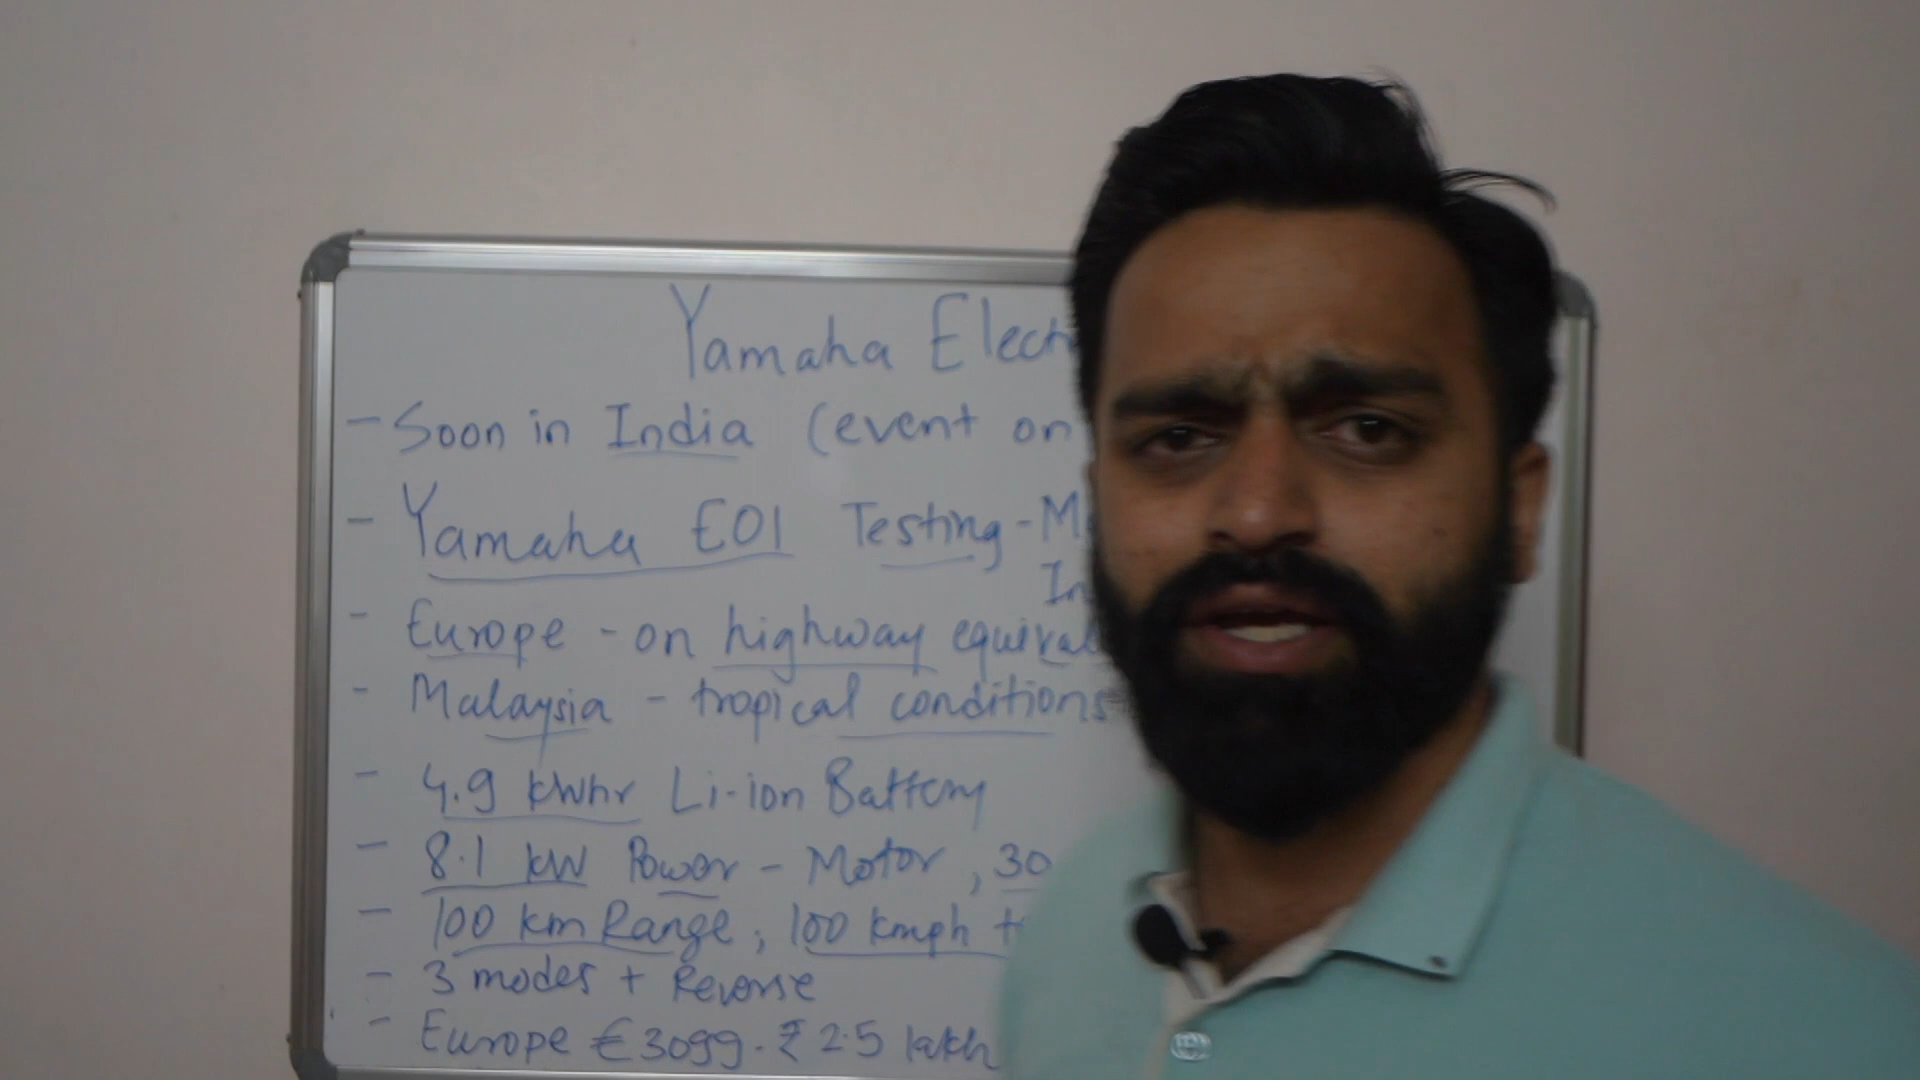 Yamaha Elect
- Soon in India (event on
- Yamaha E01 Testing - M
In
- Europe - on highway equival
- Malaysia - tropical conditions
- 4.9 kWhr Li-ion Battery
- 8.1 kW Power - Motor, 30
- 100 km Range, 100 kmph t
- 3 modes + Reverse
- Europe €3099 - ₹2.5 lakh